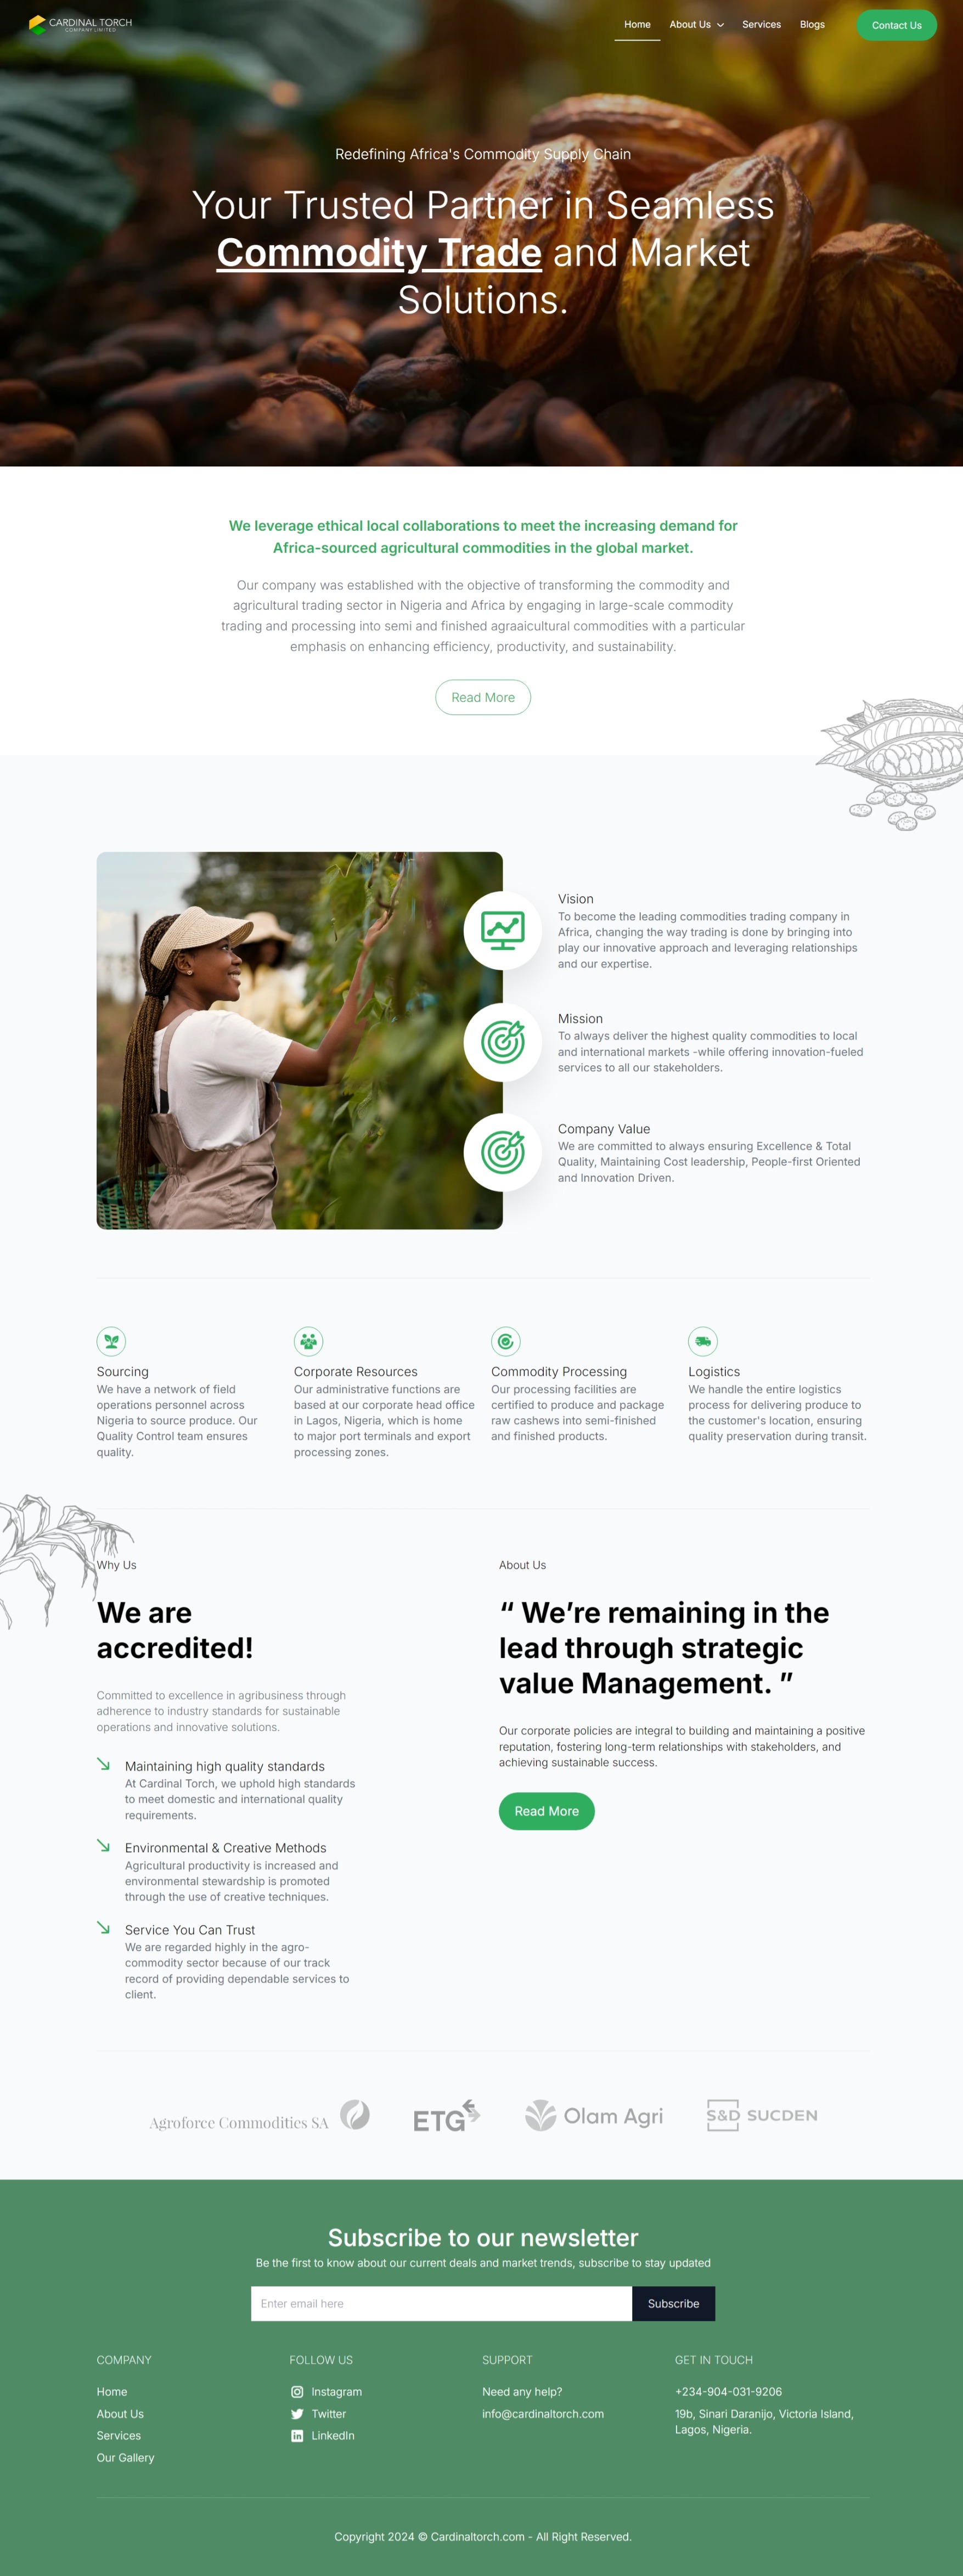 CARDINAL TORCH
COMPANY LIMITED
Home
About Us
Services
Blogs
Contact Us
Redefining Africa's Commodity Supply Chain
Your Trusted Partner in Seamless
Commodity Trade and Market
Solutions.
We leverage ethical local collaborations to meet the increasing demand for
Africa-sourced agricultural commodities in the global market.
Our company was established with the objective of transforming the commodity and
agricultural trading sector in Nigeria and Africa by engaging in large-scale commodity
trading and processing into semi and finished agraaicultural commodities with a particular
emphasis on enhancing efficiency, productivity, and sustainability.
Read More
Vision
To become the leading commodities trading company in
Africa, changing the way trading is done by bringing into
play our innovative approach and leveraging relationships
and our expertise.
Mission
To always deliver the highest quality commodities to local
and international markets -while offering innovation-fueled
services to all our stakeholders.
Company Value
We are committed to always ensuring Excellence & Total
Quality, Maintaining Cost leadership, People-first Oriented
and Innovation Driven.
Sourcing
We have a network of field
operations personnel across
Nigeria to source produce. Our
Quality Control team ensures
quality.
Corporate Resources
Our administrative functions are
based at our corporate head office
in Lagos, Nigeria, which is home
to major port terminals and export
processing zones.
Commodity Processing
Our processing facilities are
certified to produce and package
raw cashews into semi-finished
and finished products.
Logistics
We handle the entire logistics
process for delivering produce to
the customer's location, ensuring
quality preservation during transit.
Why Us
We are
accredited!
Committed to excellence in agribusiness through
adherence to industry standards for sustainable
operations and innovative solutions.
Maintaining high quality standards
At Cardinal Torch, we uphold high standards
to meet domestic and international quality
requirements.
Environmental & Creative Methods
Agricultural productivity is increased and
environmental stewardship is promoted
through the use of creative techniques.
Service You Can Trust
We are regarded highly in the agro-
commodity sector because of our track
record of providing dependable services to
client.
About Us
“ We’re remaining in the
lead through strategic
value Management. ”
Our corporate policies are integral to building and maintaining a positive
reputation, fostering long-term relationships with stakeholders, and
achieving sustainable success.
Read More
Agroforce Commodities SA
ETG
Olam Agri
S&D SUCDEN
Subscribe to our newsletter
Be the first to know about our current deals and market trends, subscribe to stay updated
Enter email here
Subscribe
COMPANY
Home
About Us
Services
Our Gallery
FOLLOW US
Instagram
Twitter
LinkedIn
SUPPORT
Need any help?
info@cardinaltorch.com
GET IN TOUCH
+234-904-031-9206
19b, Sinari Daranijo, Victoria Island,
Lagos, Nigeria.
Copyright 2024 © Cardinaltorch.com - All Right Reserved.